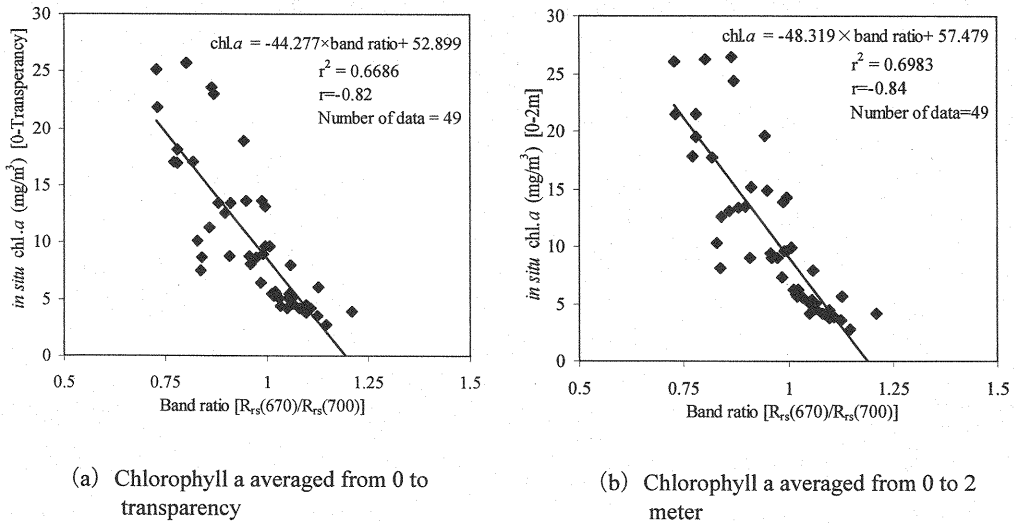 (a)
chl.a = -44.277×band ratio+ 52.899
r² = 0.6686
r=-0.82
Number of data = 49
in situ chl.a (mg/m³) [0-Transperancy]
30
25
20
15
10
5
0
0.5 0.75 1 1.25 1.5
Band ratio [Rrs(670)/Rrs(700)]
(a) Chlorophyll a averaged from 0 to
transparency
(b)
chl.a = -48.319×band ratio+ 57.479
r² = 0.6983
r=-0.84
Number of data=49
in situ chl.a (mg/m³) [0-2m]
30
25
20
15
10
5
0
0.5 0.75 1 1.25 1.5
Band ratio [Rrs(670)/Rrs(700)]
(b) Chlorophyll a averaged from 0 to 2
meter